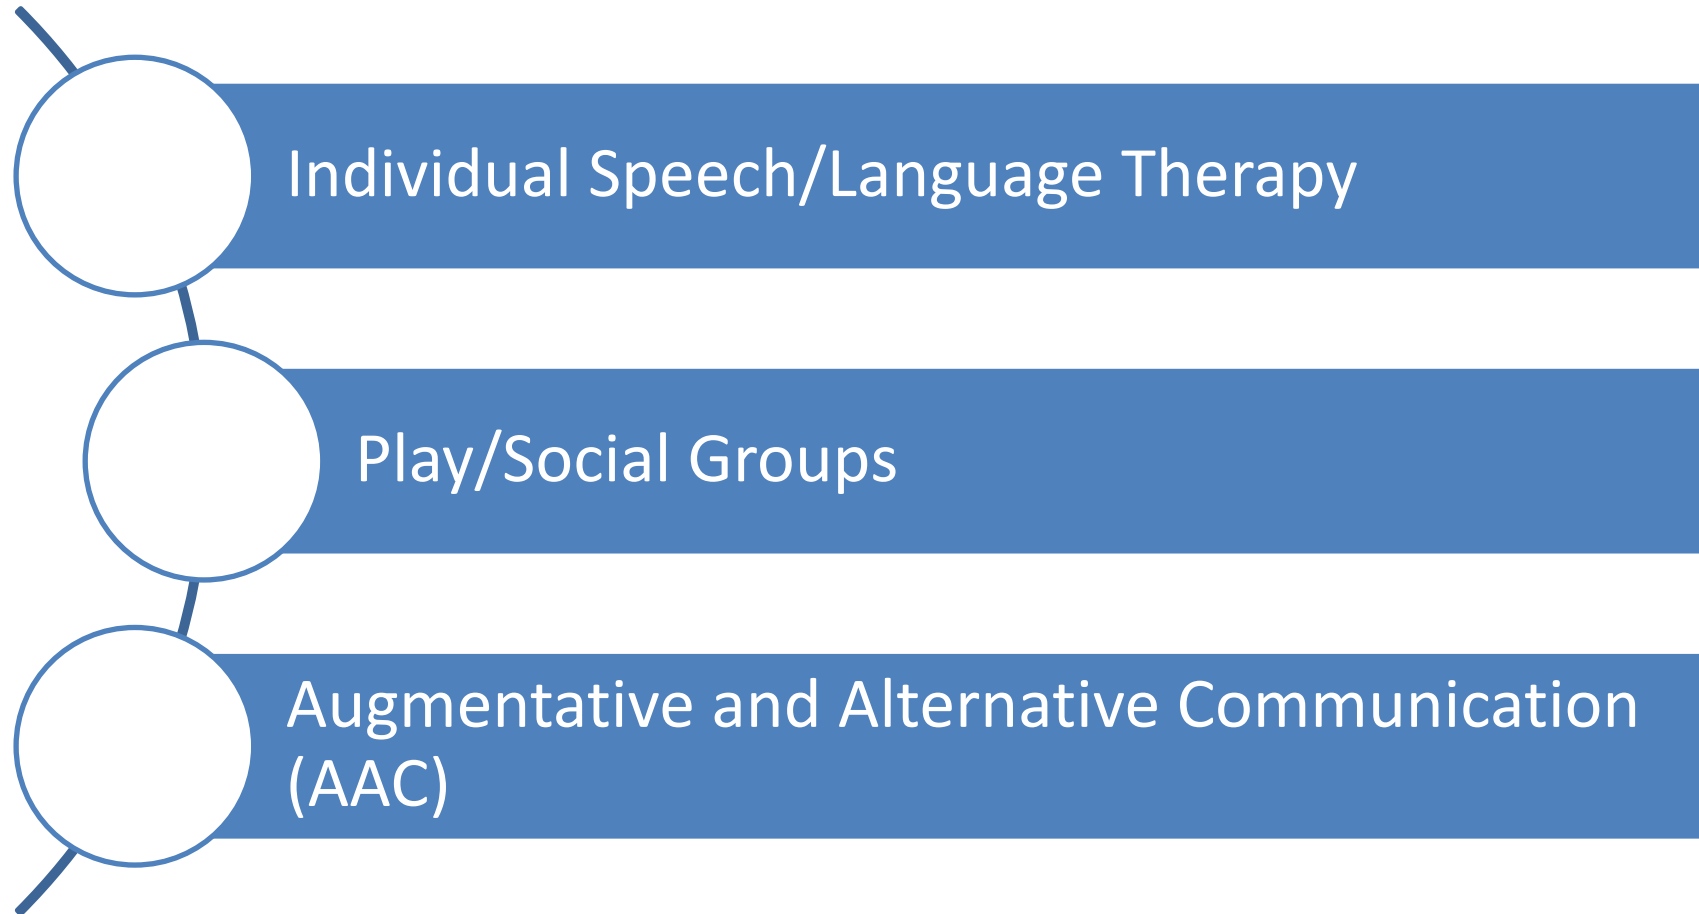 Individual Speech/Language Therapy
Play/Social Groups
Augmentative and Alternative Communication
(AAC)